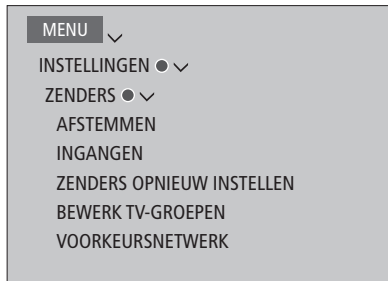 MENU
INSTELLINGEN
ZENDERS
AFSTEMMEN
INGANGEN
ZENDERS OPNIEUW INSTELLEN
BEWERK TV-GROEPEN
VOORKEURSNETWERK